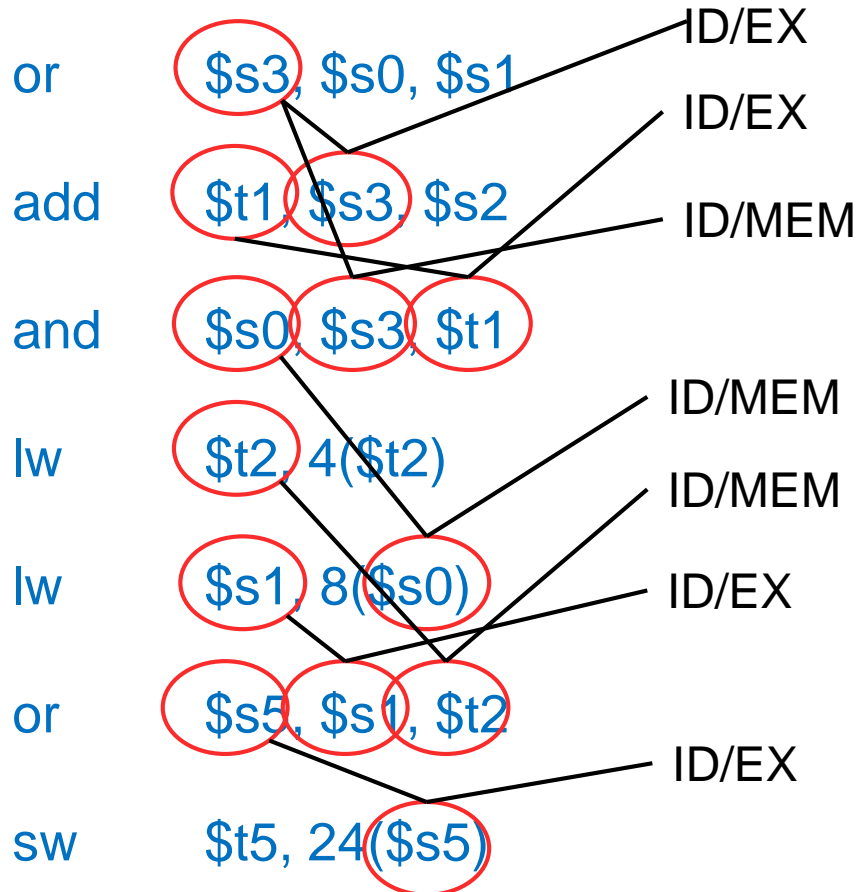 ID/EX
or $s3, $s0, $s1
ID/EX
add $t1, $s3, $s2
ID/MEM
and $s0, $s3, $t1
ID/MEM
lw $t2, 4($t2)
ID/MEM
lw $s1, 8($s0)
ID/EX
or $s5, $s1, $t2
ID/EX
sw $t5, 24($s5)